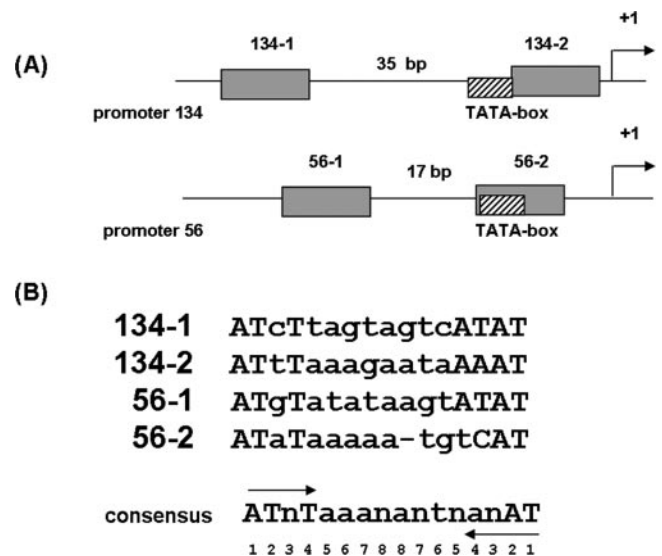 (A)
134-1 35 bp 134-2 +1
promoter 134 TATA-box
56-1 17 bp 56-2 +1
promoter 56 TATA-box
(B)
134-1 ATcTtagtagtcATAT
134-2 ATtTaaagaataAAAT
56-1 ATgTatataagtATAT
56-2 ATaTaaaaa-tgtCAT
consensus ATnTaaanantnanAT
1 2 3 4 5 6 7 8 8 7 6 5 4 3 2 1